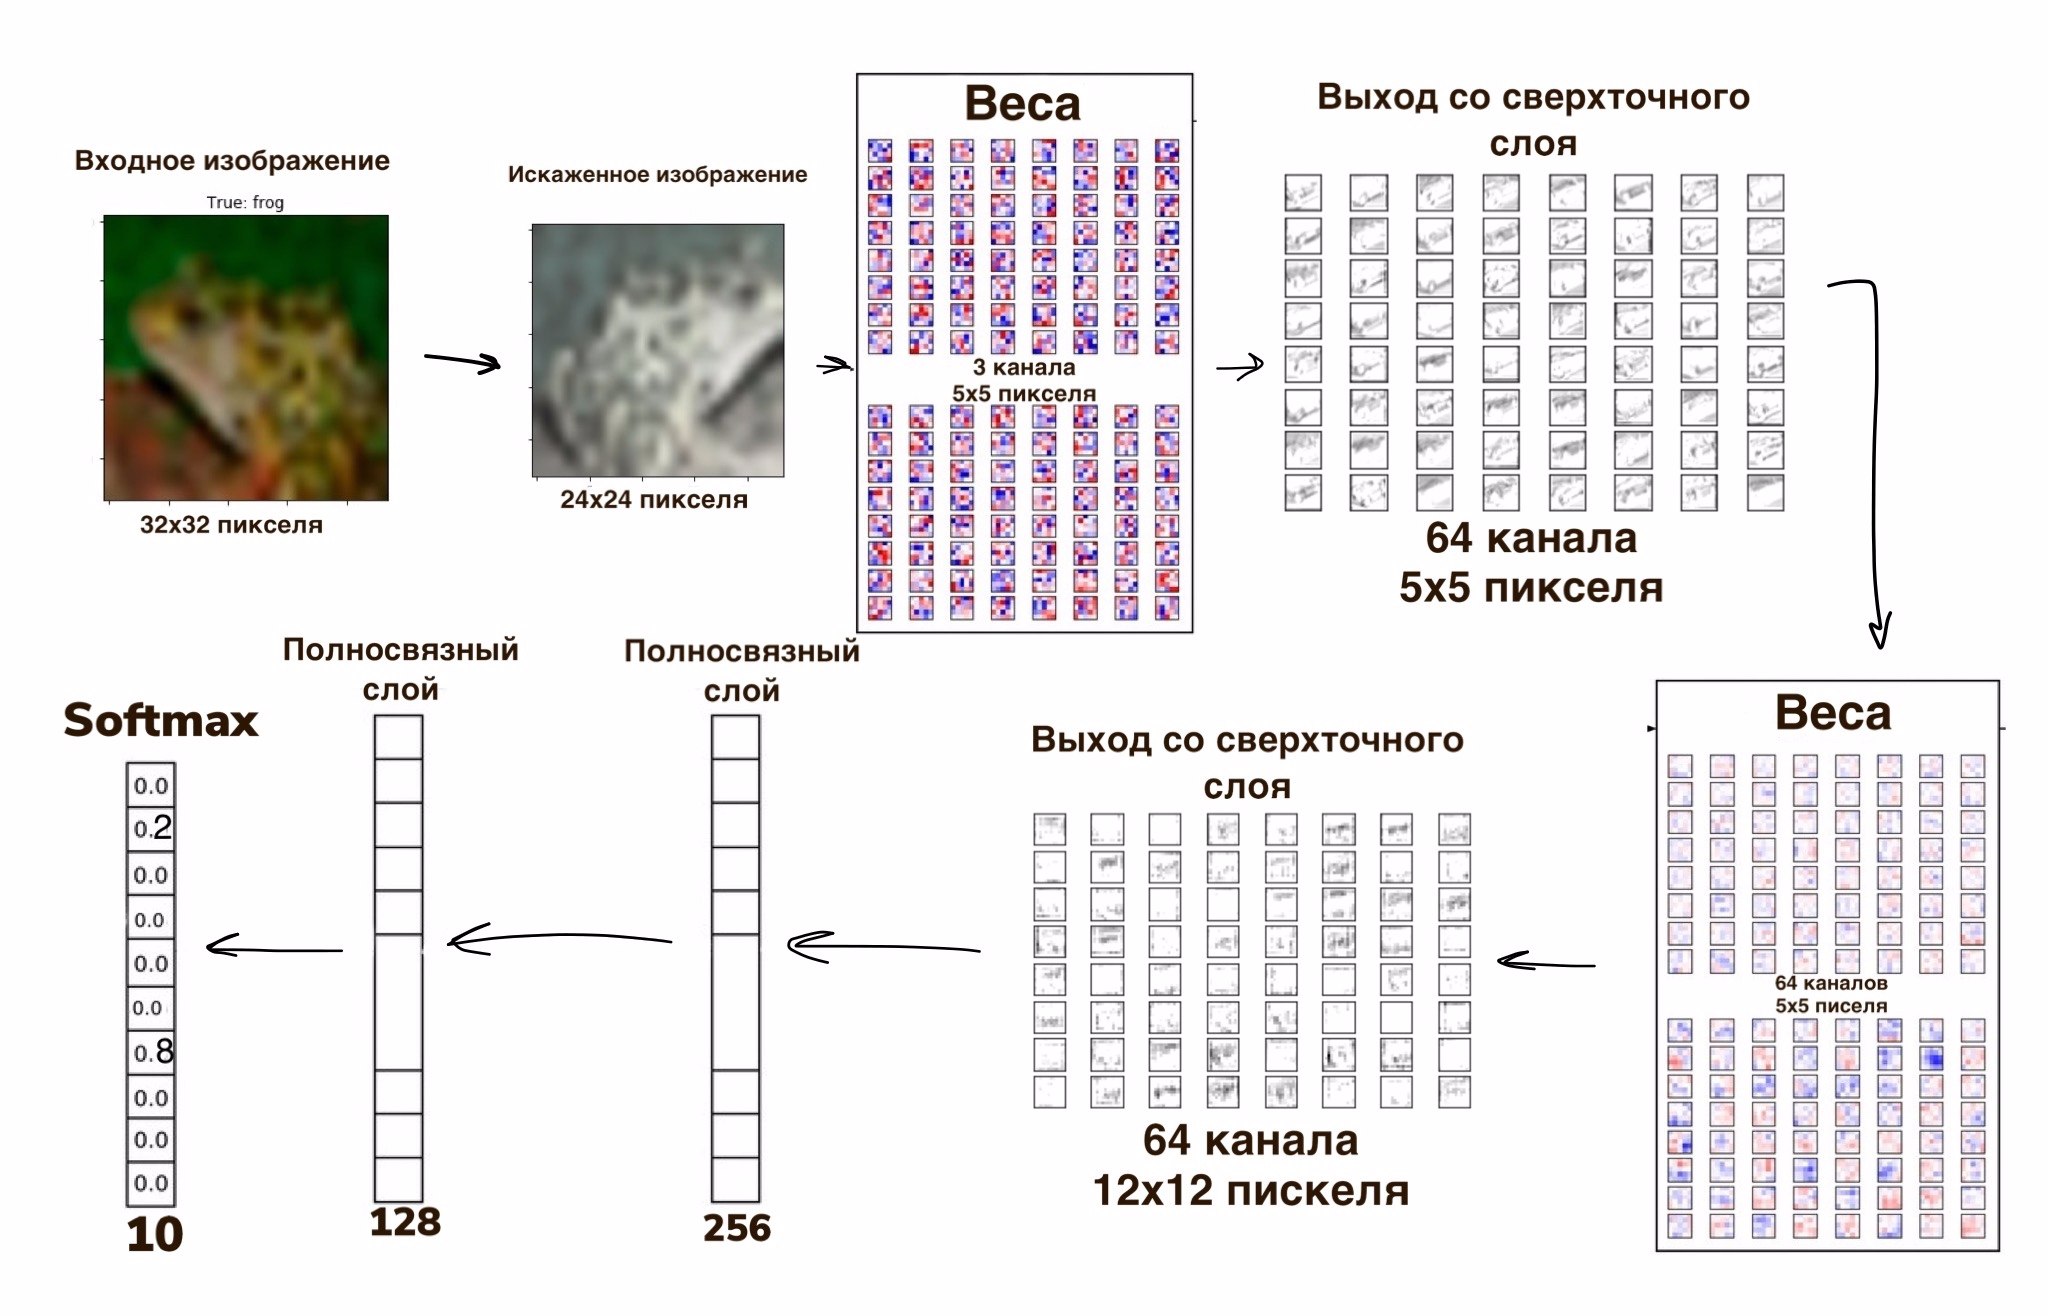 Входное изображение
True: frog
32x32 пикселя
Искаженное изображение
24x24 пикселя
Веса
3 канала
5x5 пикселя
Выход со сверхточного
слоя
64 канала
5x5 пикселя
Веса
64 каналов
5x5 писеля
Выход со сверхточного
слоя
64 канала
12x12 пискеля
Полносвязный
слой
256
Полносвязный
слой
128
Softmax
0.0
0.2
0.0
0.0
0.0
0.0
0.8
0.0
0.0
0.0
10